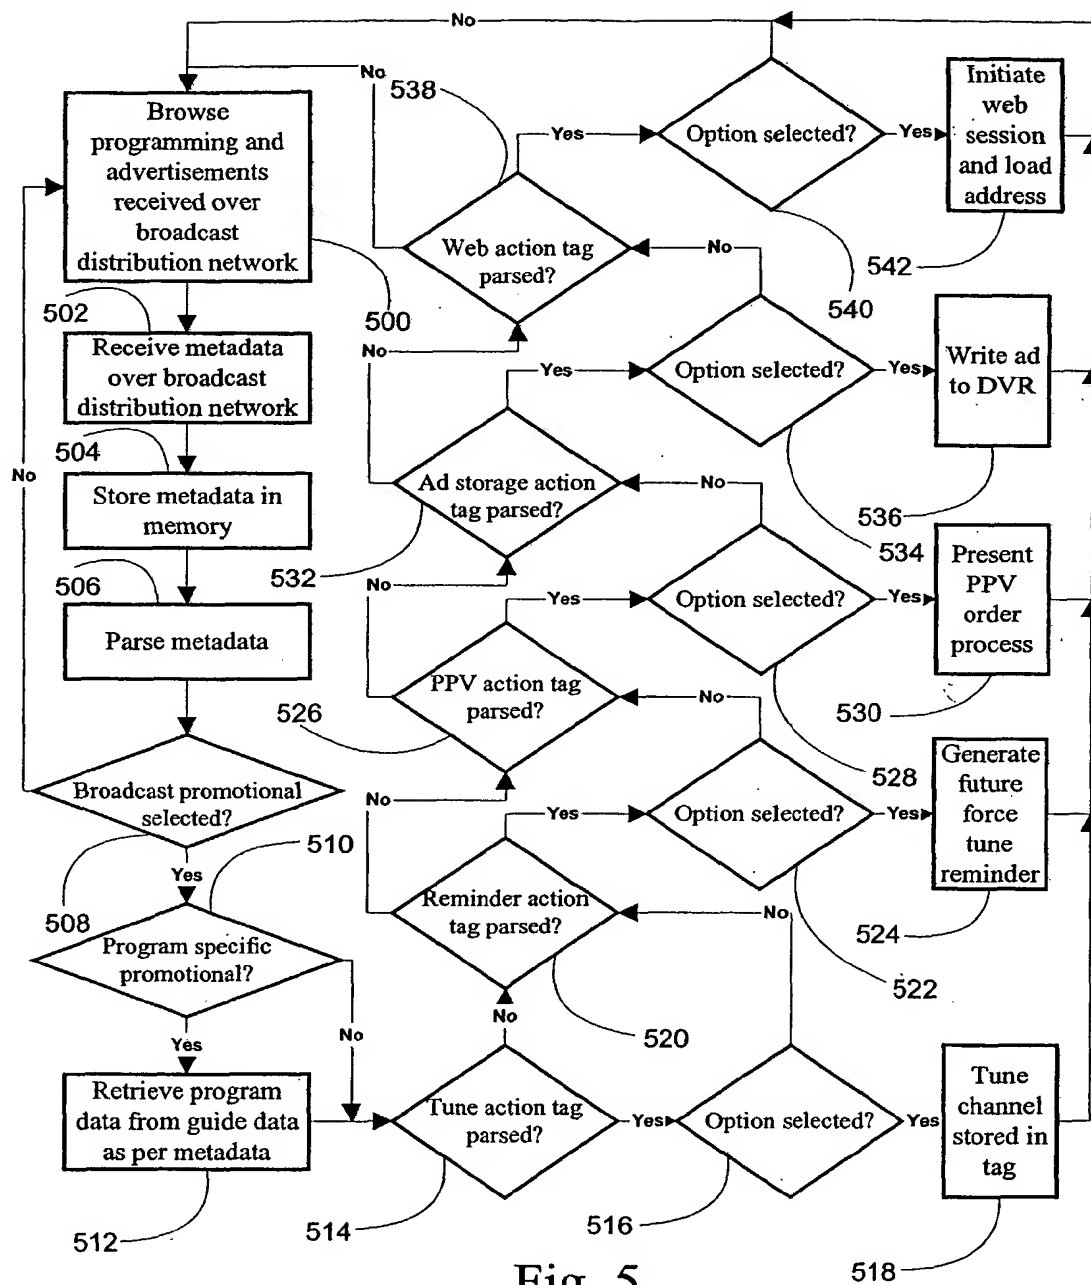 No
No
538
Browse
programming and
advertisements
received over
broadcast
distribution network
Yes
Option selected?
Yes
Initiate
web
session
and load
address
Web action tag
parsed?
No
542
540
502
500
Receive metadata
over broadcast
distribution network
No
Yes
Option selected?
Yes
Write ad
to DVR
504
No
Store metadata in
memory
Ad storage action
tag parsed?
No
536
534
532
506
No
Parse metadata
Yes
Option selected?
Yes
Present
PPV
order
process
PPV action tag
parsed?
No
526
530
528
Broadcast promotional
selected?
No
Yes
Option selected?
Yes
Generate
future
force
tune
reminder
510
Yes
508
Reminder action
tag parsed?
No
524
522
Program specific
promotional?
No
No
520
Yes
Retrieve program
data from guide data
as per metadata
Tune action tag
parsed?
Yes
Option selected?
Yes
Tune
channel
stored in
tag
512
514
516
518
Fig. 5